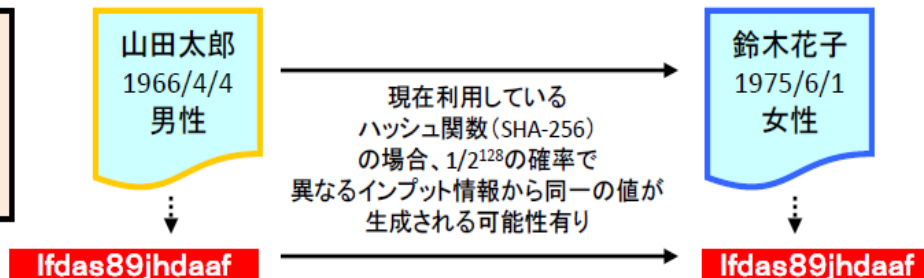 山田太郎
1966/4/4
男性
現在利用している
ハッシュ関数(SHA-256)
の場合、1/2¹²⁸の確率で
異なるインプット情報から同一の値が
生成される可能性有り
鈴木花子
1975/6/1
女性
lfdas89jhdaaf
lfdas89jhdaaf